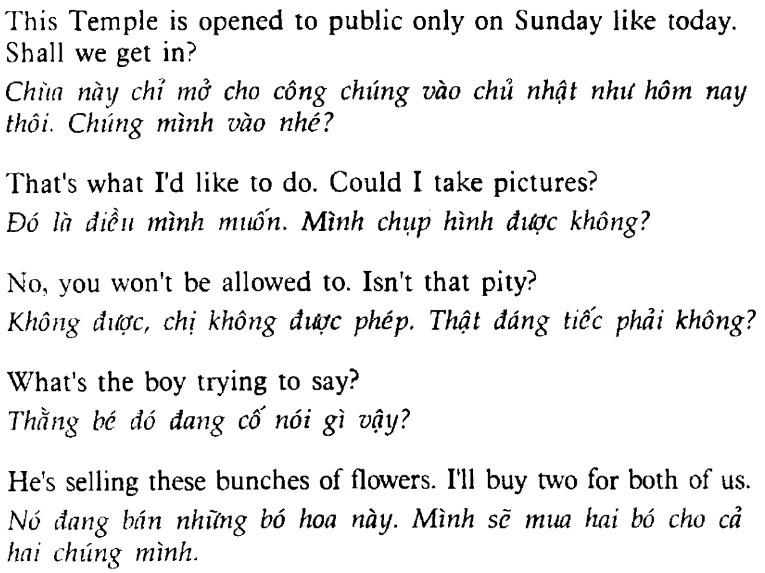 This Temple is opened to public only on Sunday like today.
Shall we get in?
Chùa này chỉ mở cho công chúng vào chủ nhật như hôm nay
thôi. Chúng mình vào nhé?
That's what I'd like to do. Could I take pictures?
Đó là điều mình muốn. Mình chụp hình được không?
No, you won't be allowed to. Isn't that pity?
Không được, chị không được phép. Thật đáng tiếc phải không?
What's the boy trying to say?
Thằng bé đó đang cố nói gì vậy?
He's selling these bunches of flowers. I'll buy two for both of us.
Nó đang bán những bó hoa này. Mình sẽ mua hai bó cho cả
hai chúng mình.